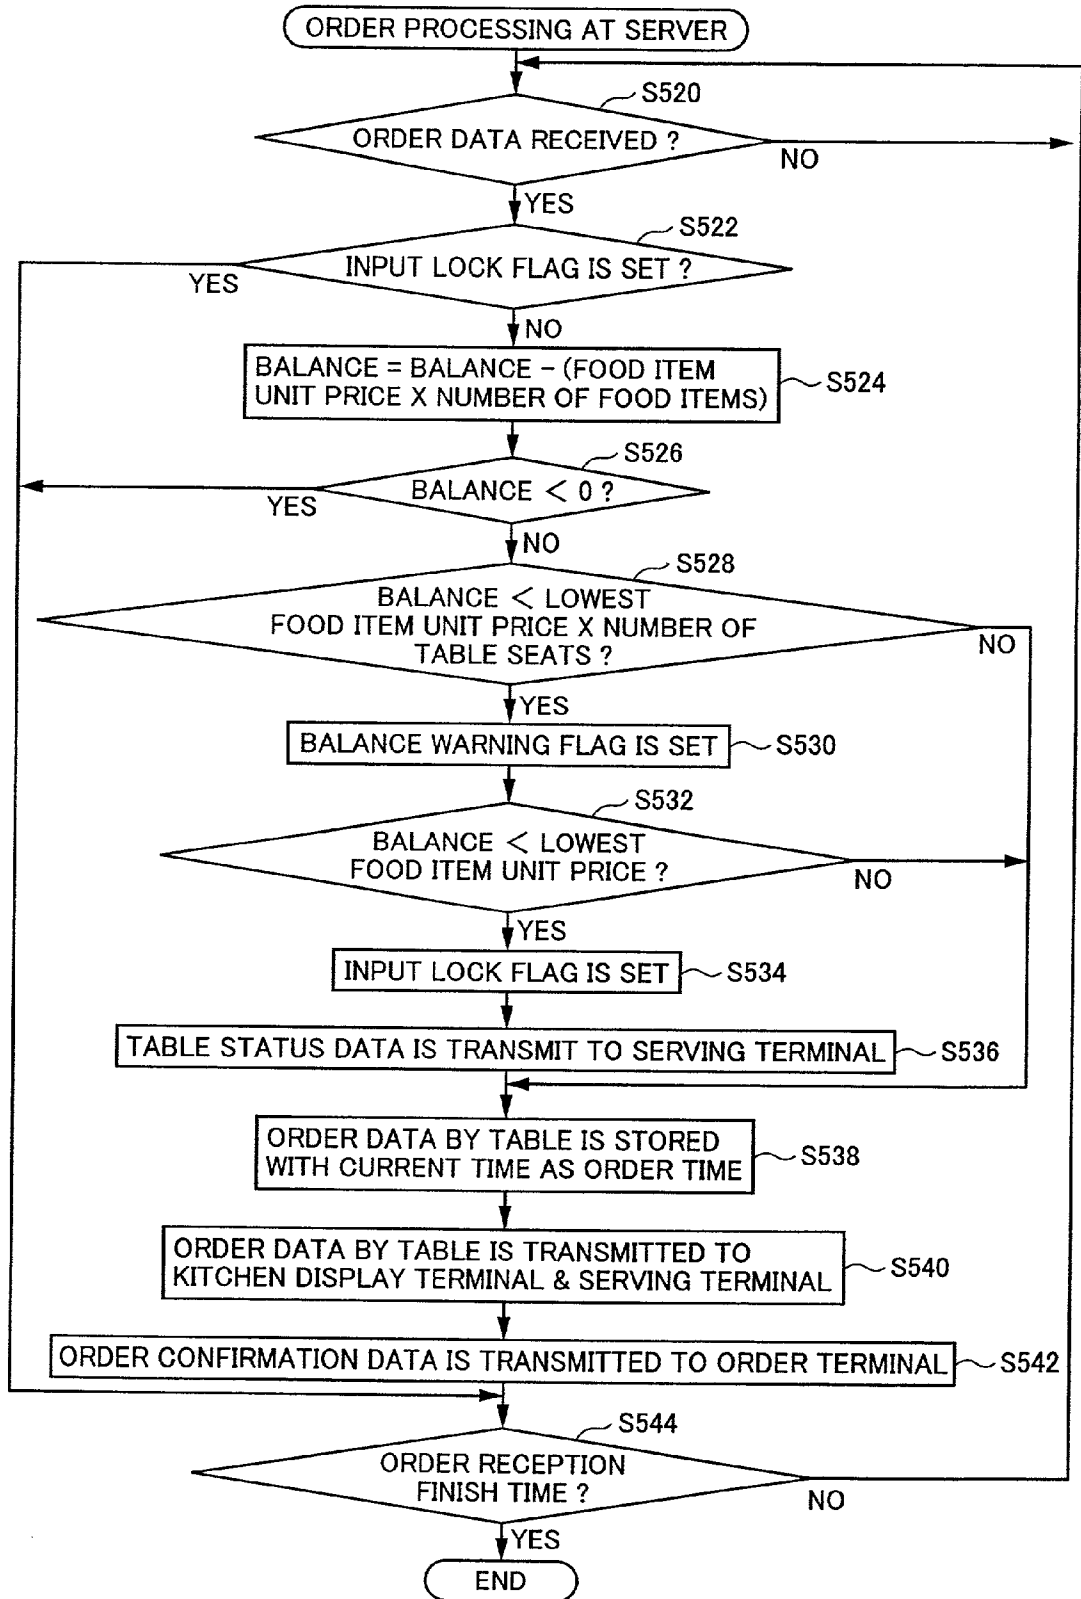 ORDER PROCESSING AT SERVER
S520
ORDER DATA RECEIVED ?
NO
YES
S522
INPUT LOCK FLAG IS SET ?
YES
NO
BALANCE = BALANCE - (FOOD ITEM
UNIT PRICE X NUMBER OF FOOD ITEMS)
S524
S526
BALANCE < 0 ?
YES
NO
S528
BALANCE < LOWEST
FOOD ITEM UNIT PRICE X NUMBER OF
TABLE SEATS ?
NO
YES
BALANCE WARNING FLAG IS SET
S530
S532
BALANCE < LOWEST
FOOD ITEM UNIT PRICE ?
NO
YES
INPUT LOCK FLAG IS SET
S534
TABLE STATUS DATA IS TRANSMIT TO SERVING TERMINAL
S536
ORDER DATA BY TABLE IS STORED
WITH CURRENT TIME AS ORDER TIME
S538
ORDER DATA BY TABLE IS TRANSMITTED TO
KITCHEN DISPLAY TERMINAL & SERVING TERMINAL
S540
ORDER CONFIRMATION DATA IS TRANSMITTED TO ORDER TERMINAL
S542
S544
ORDER RECEPTION
FINISH TIME ?
NO
YES
END